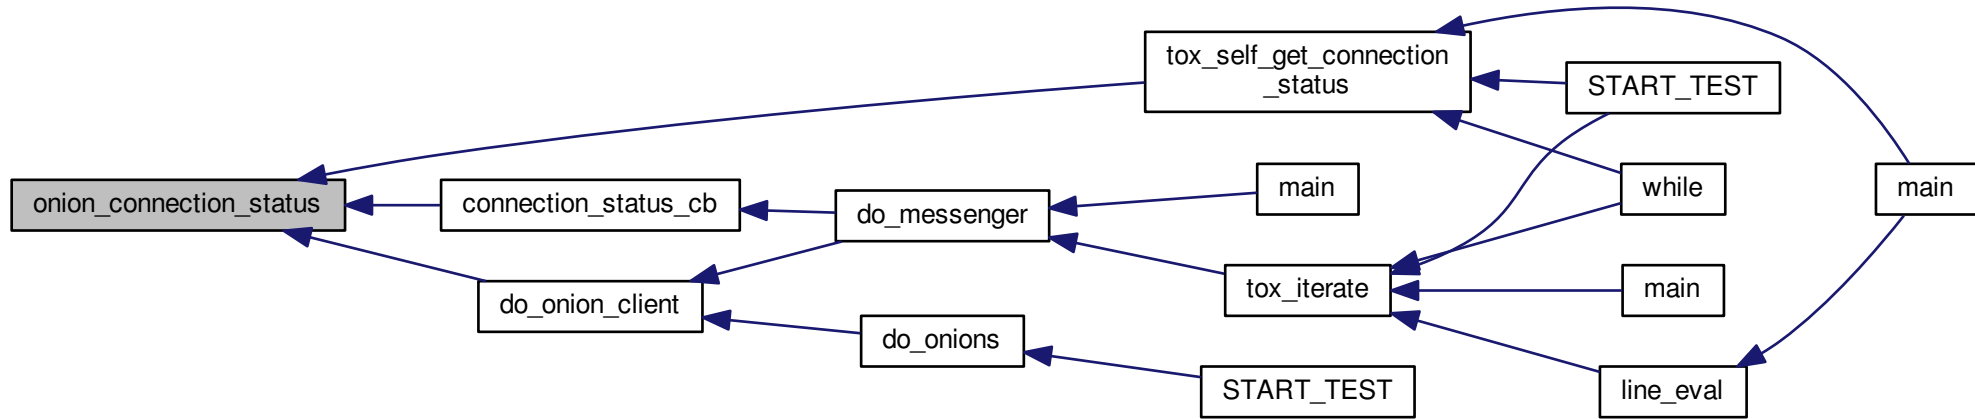 tox_self_get_connection
_status
START_TEST
onion_connection_status
connection_status_cb
do_messenger
main
while
main
do_onion_client
tox_iterate
main
do_onions
START_TEST
line_eval